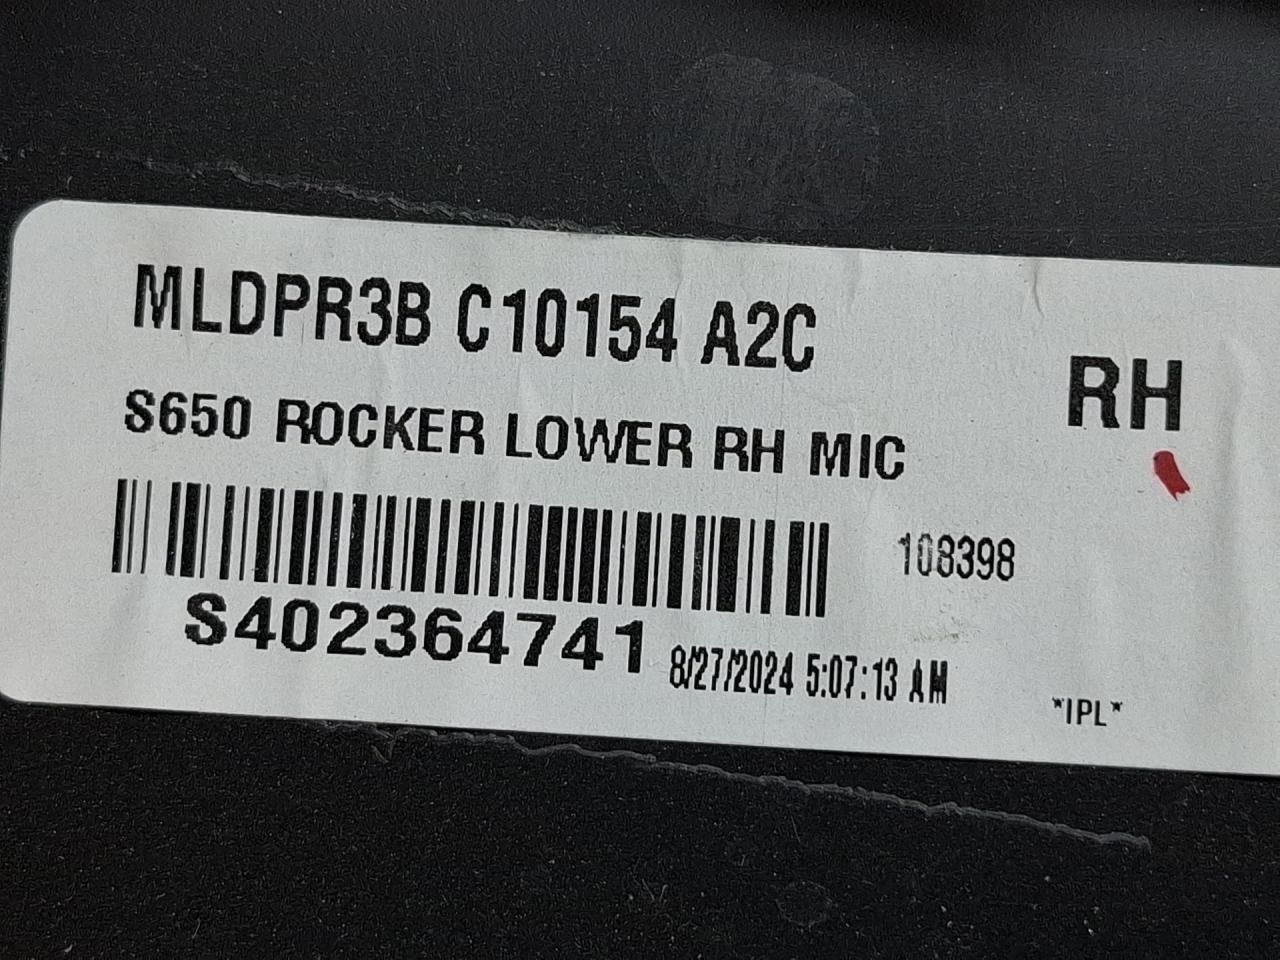 MLDPR3B C10154 A2C
RH
S650 ROCKER LOWER RH MIC
108398
S402364741 8/27/2024 5:07:13 AM
*IPL*